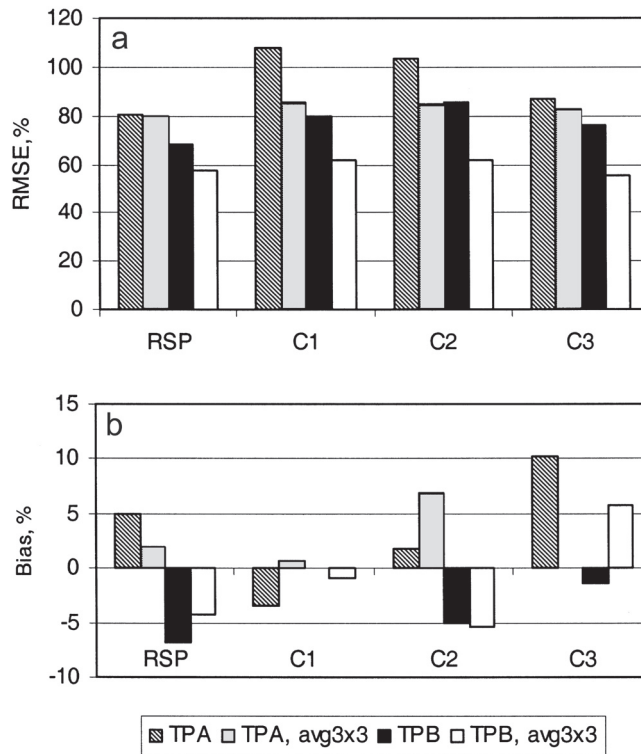 a
120
100
80
60
40
20
0
RMSE,%
RSP C1 C2 C3
b
15
10
5
0
-5
-10
Bias, %
RSP C1 C2 C3
TPA TPA, avg3x3 TPB TPB, avg3x3